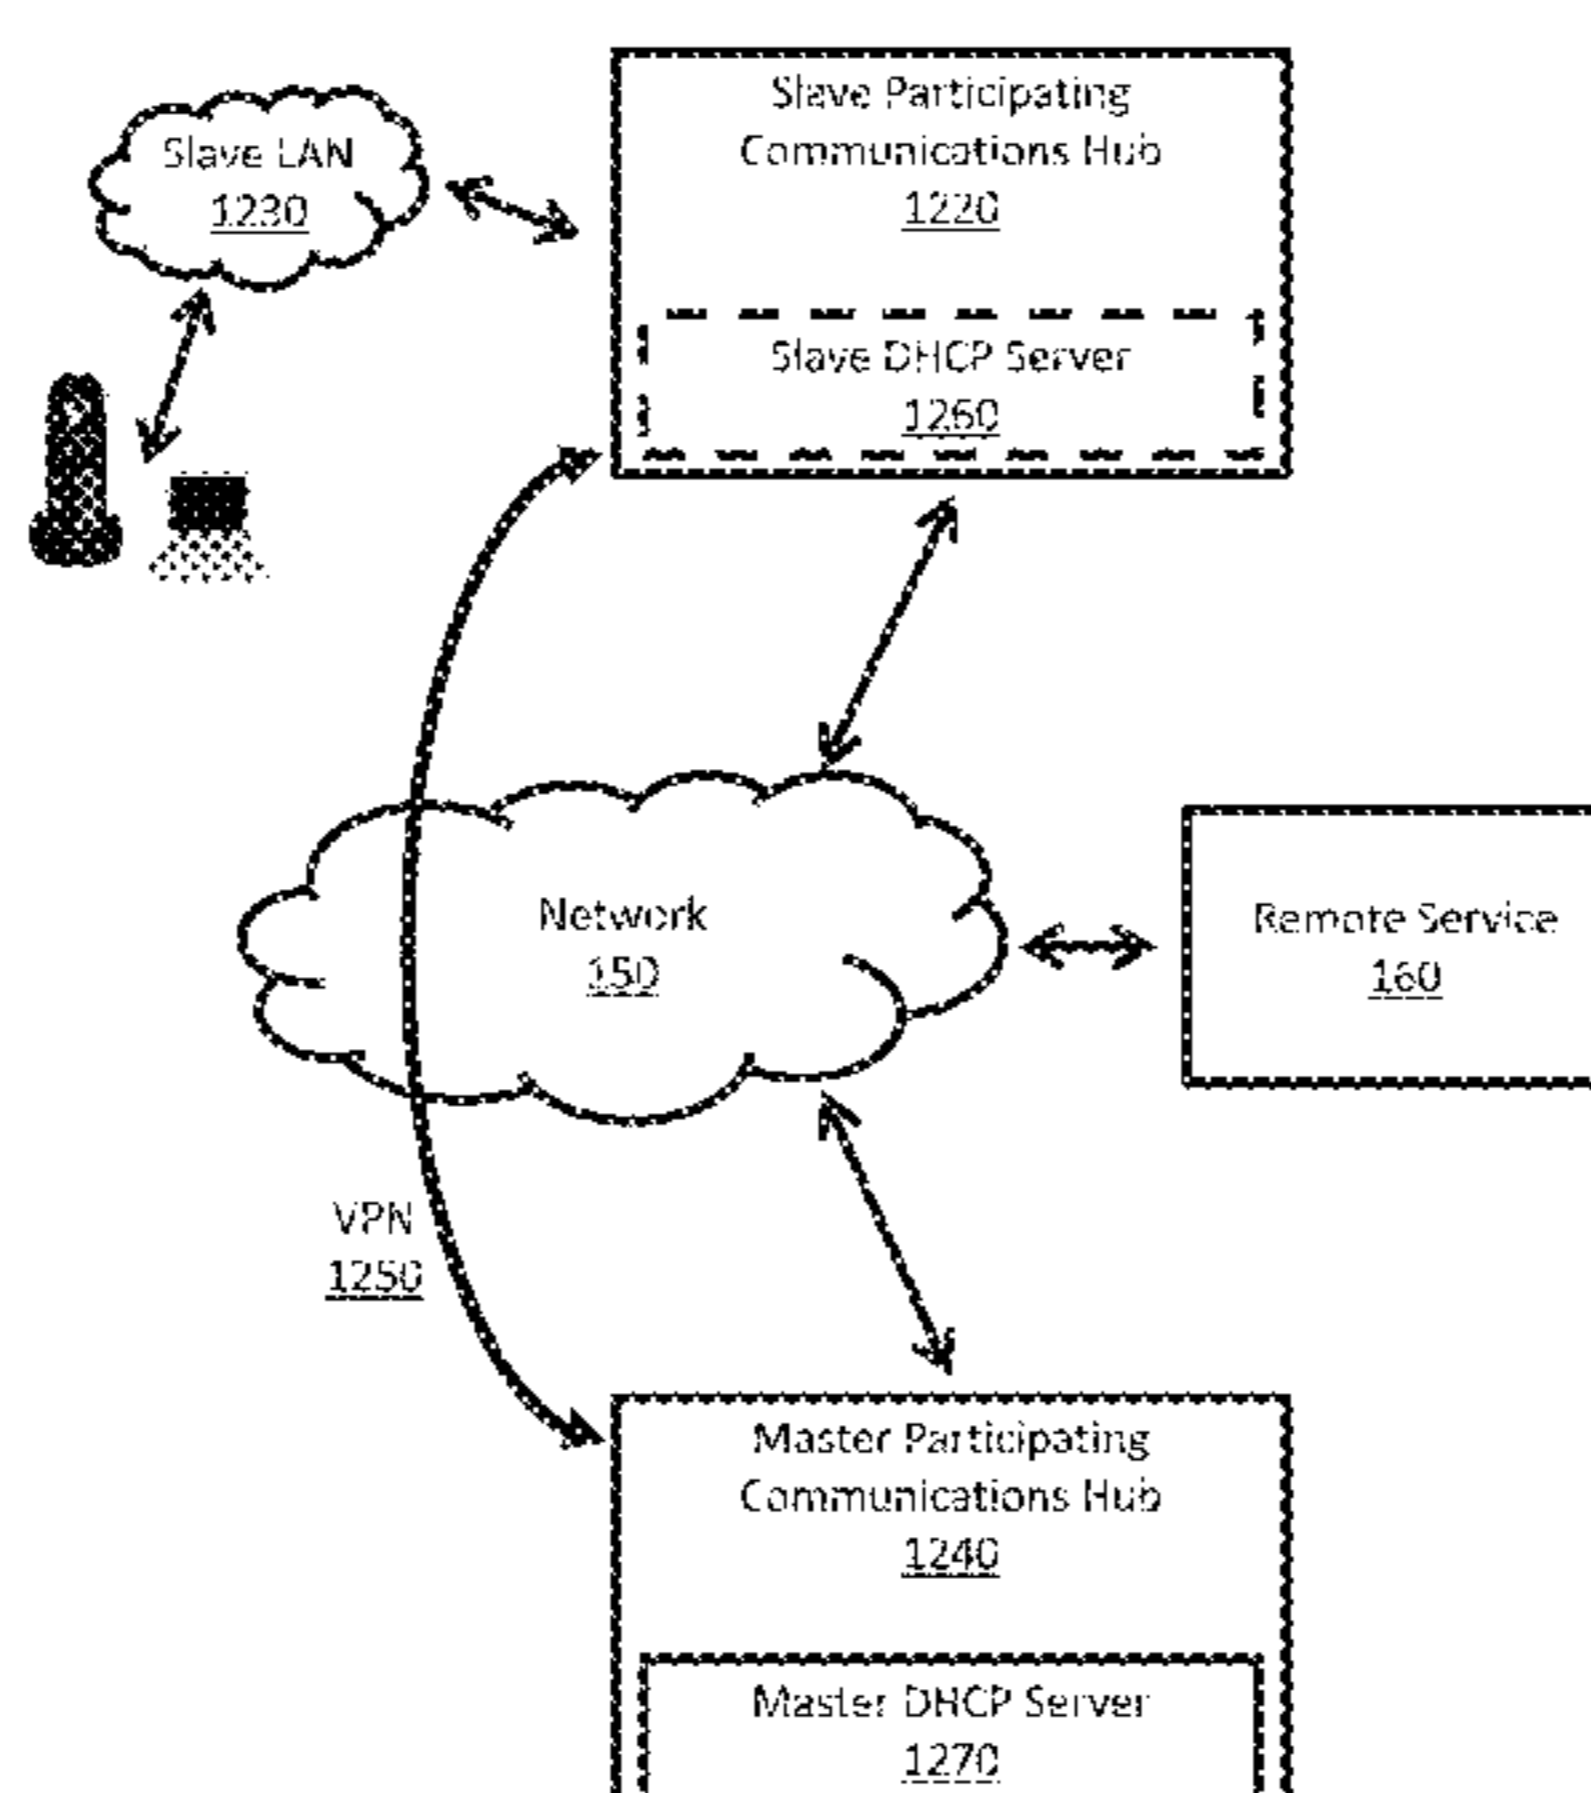 Slave Participating
Communications Hub
1220
Slave LAN
1230
Slave DHCP Server
1260
Network
150
Remote Service
160
VPN
1250
Master Participating
Communications Hub
1240
Master DHCP Server
1270